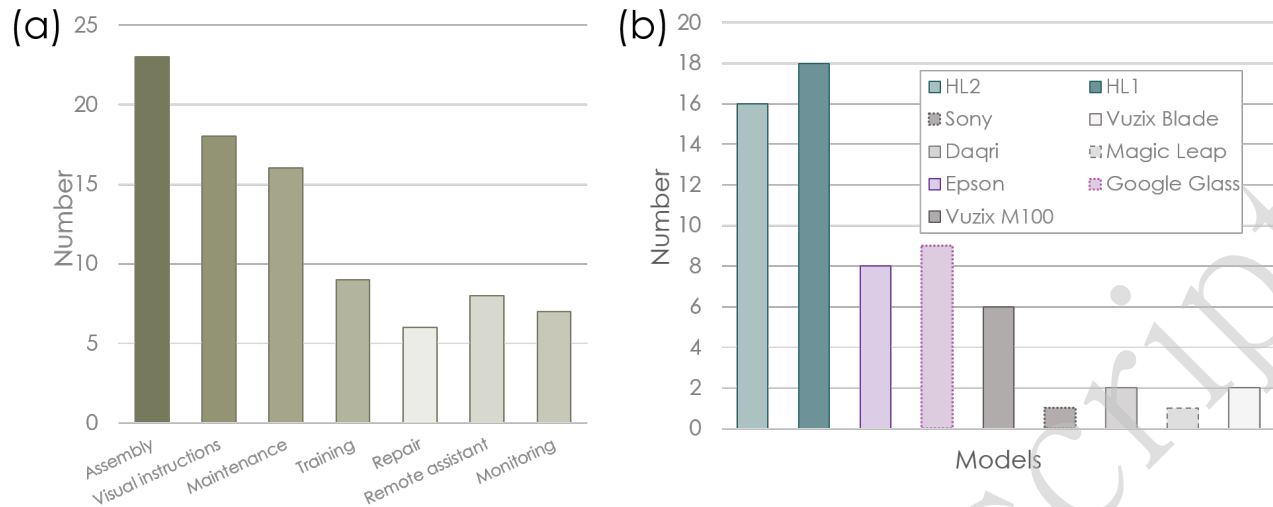 (a)
25
20
15
10
5
0
Number
Assembly
Visual instructions
Maintenance
Training
Repair
Remote assistant
Monitoring
(b)
20
18
16
14
12
10
8
6
4
2
0
Number
HL2 HL1
Sony Vuzix Blade
Daqri Magic Leap
Epson Google Glass
Vuzix M100
Models